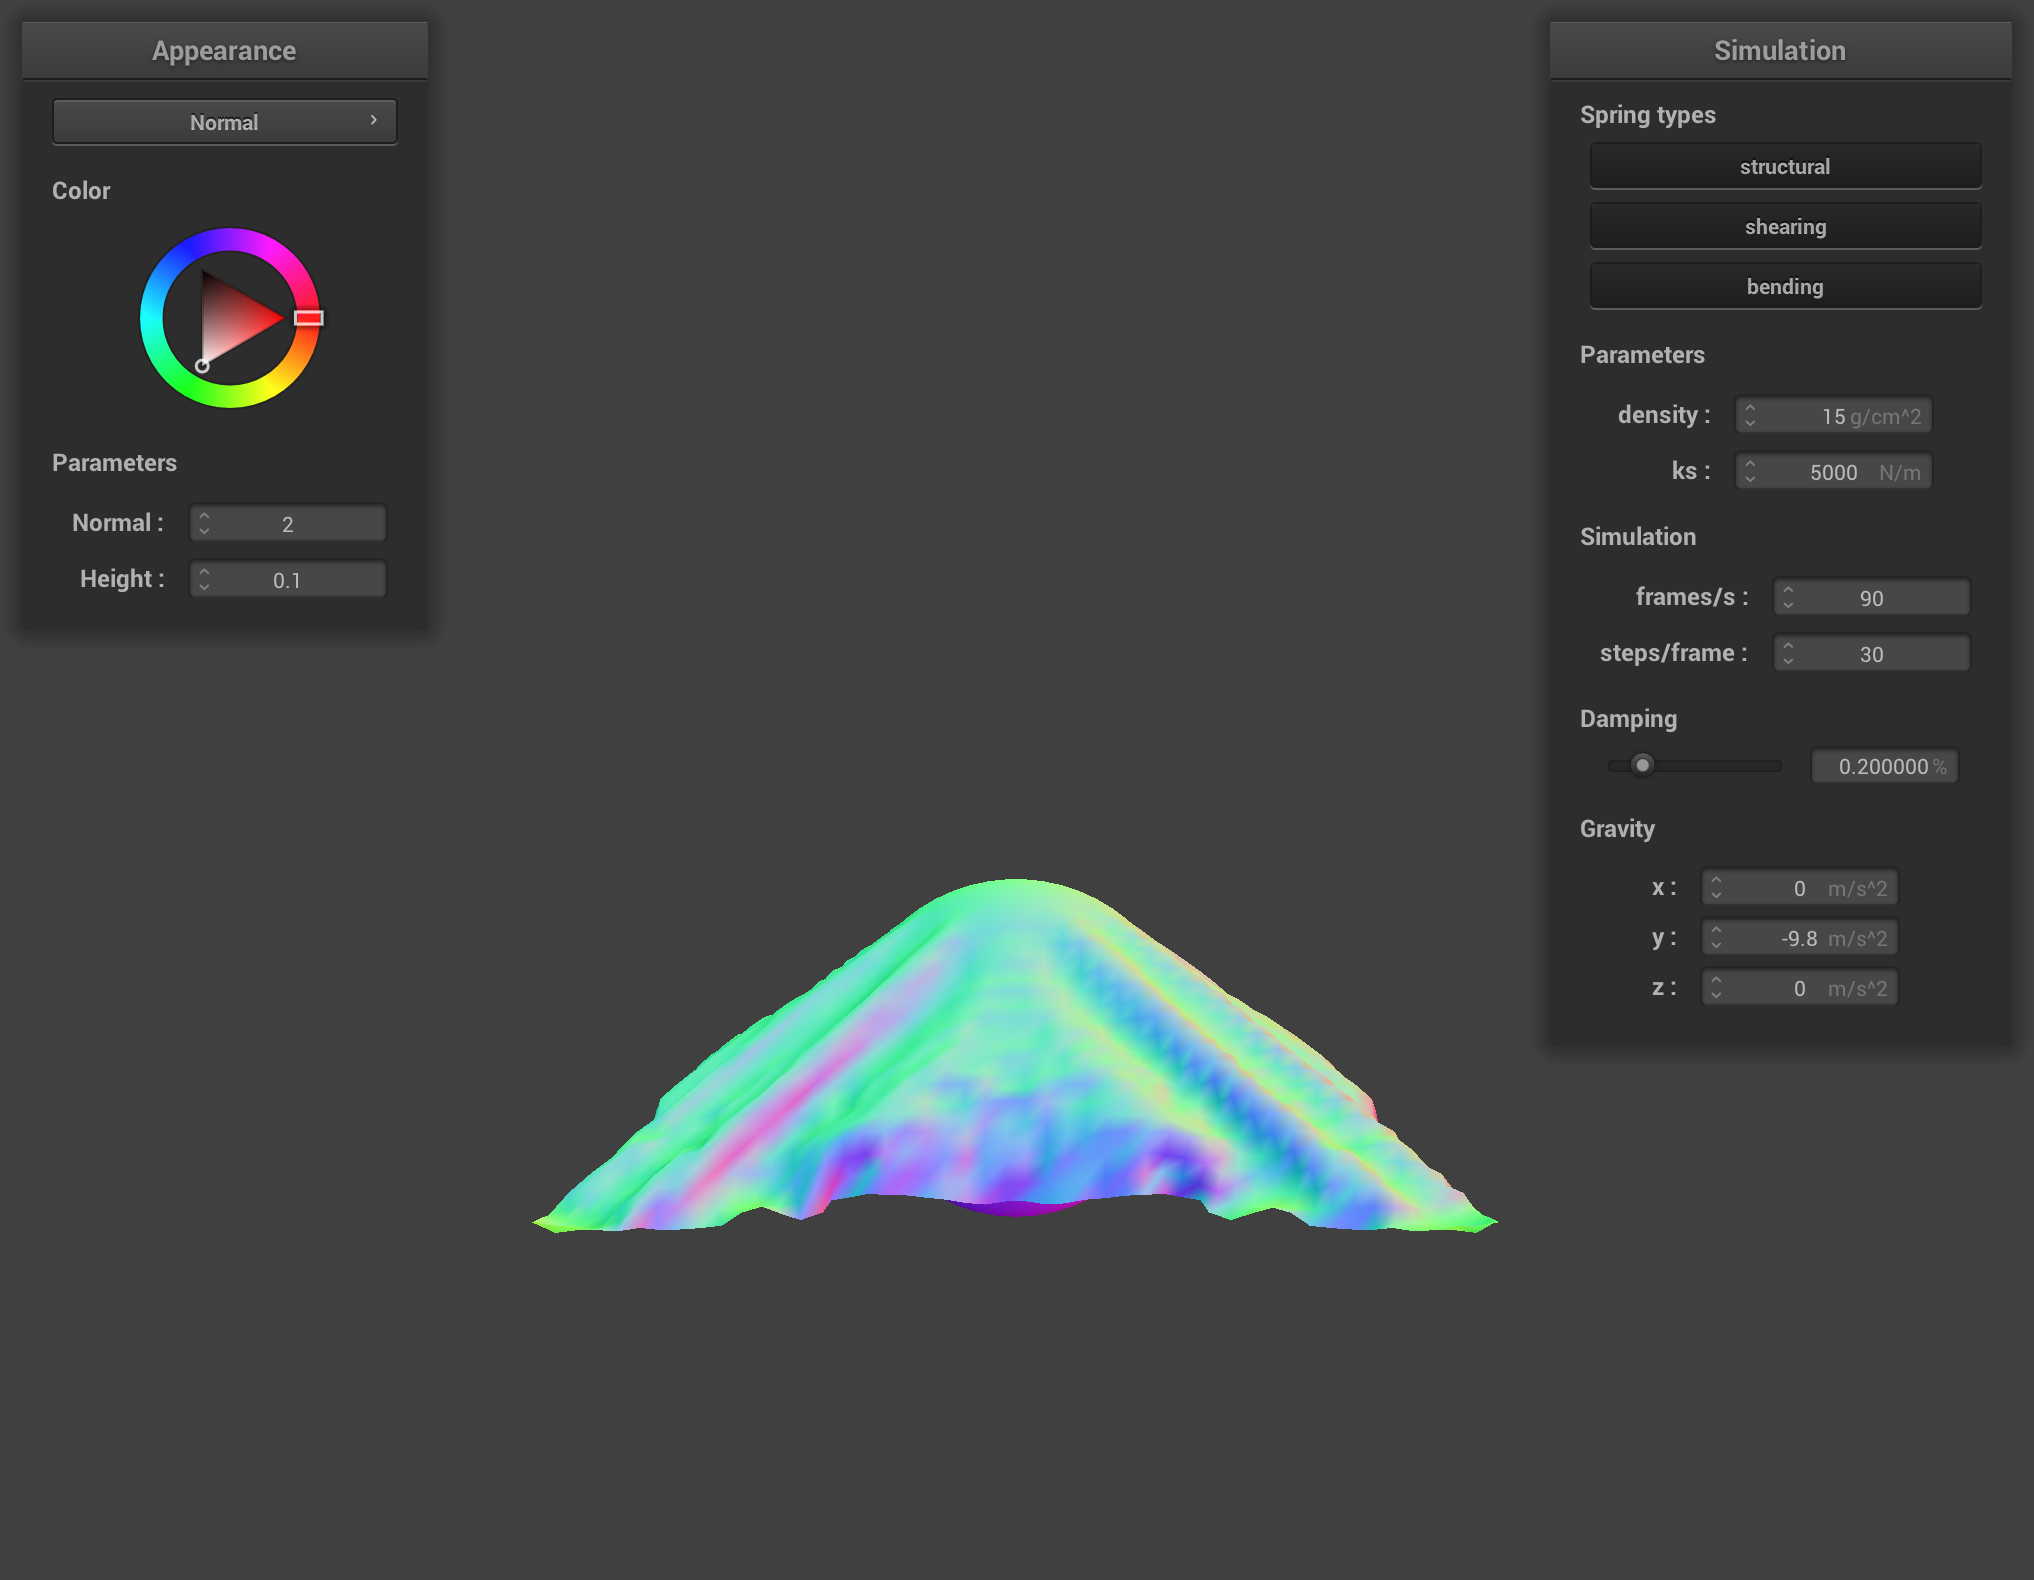 Appearance
Normal
Color
Parameters
Normal : 2
Height : 0.1
Simulation
Spring types
structural
shearing
bending
Parameters
density : 15 g/cm^2
ks : 5000 N/m
Simulation
frames/s : 90
steps/frame : 30
Damping
0.200000 %
Gravity
x : 0 m/s^2
y : -9.8 m/s^2
z : 0 m/s^2